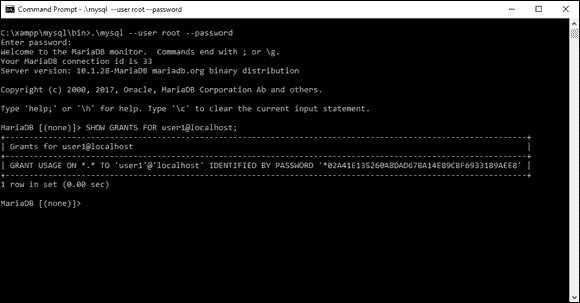 Command Prompt - .\mysql --user root --password
C:\xampp\mysql\bin>.\mysql --user root --password
Enter password:
Welcome to the MariaDB monitor.  Commands end with ; or \g.
Your MariaDB connection id is 33
Server version: 10.1.28-MariaDB mariadb.org binary distribution
Copyright (c) 2000, 2017, Oracle, MariaDB Corporation Ab and others.
Type 'help;' or '\h' for help. Type '\c' to clear the current input statement.
MariaDB [(none)]> SHOW GRANTS FOR user1@localhost;
| Grants for user1@localhost |
| GRANT USAGE ON *.* TO 'user1'@'localhost' IDENTIFIED BY PASSWORD '*02A41E135260A8DAD67BA14E89CBF6933189AEE8' |
1 row in set (0.00 sec)
MariaDB [(none)]>